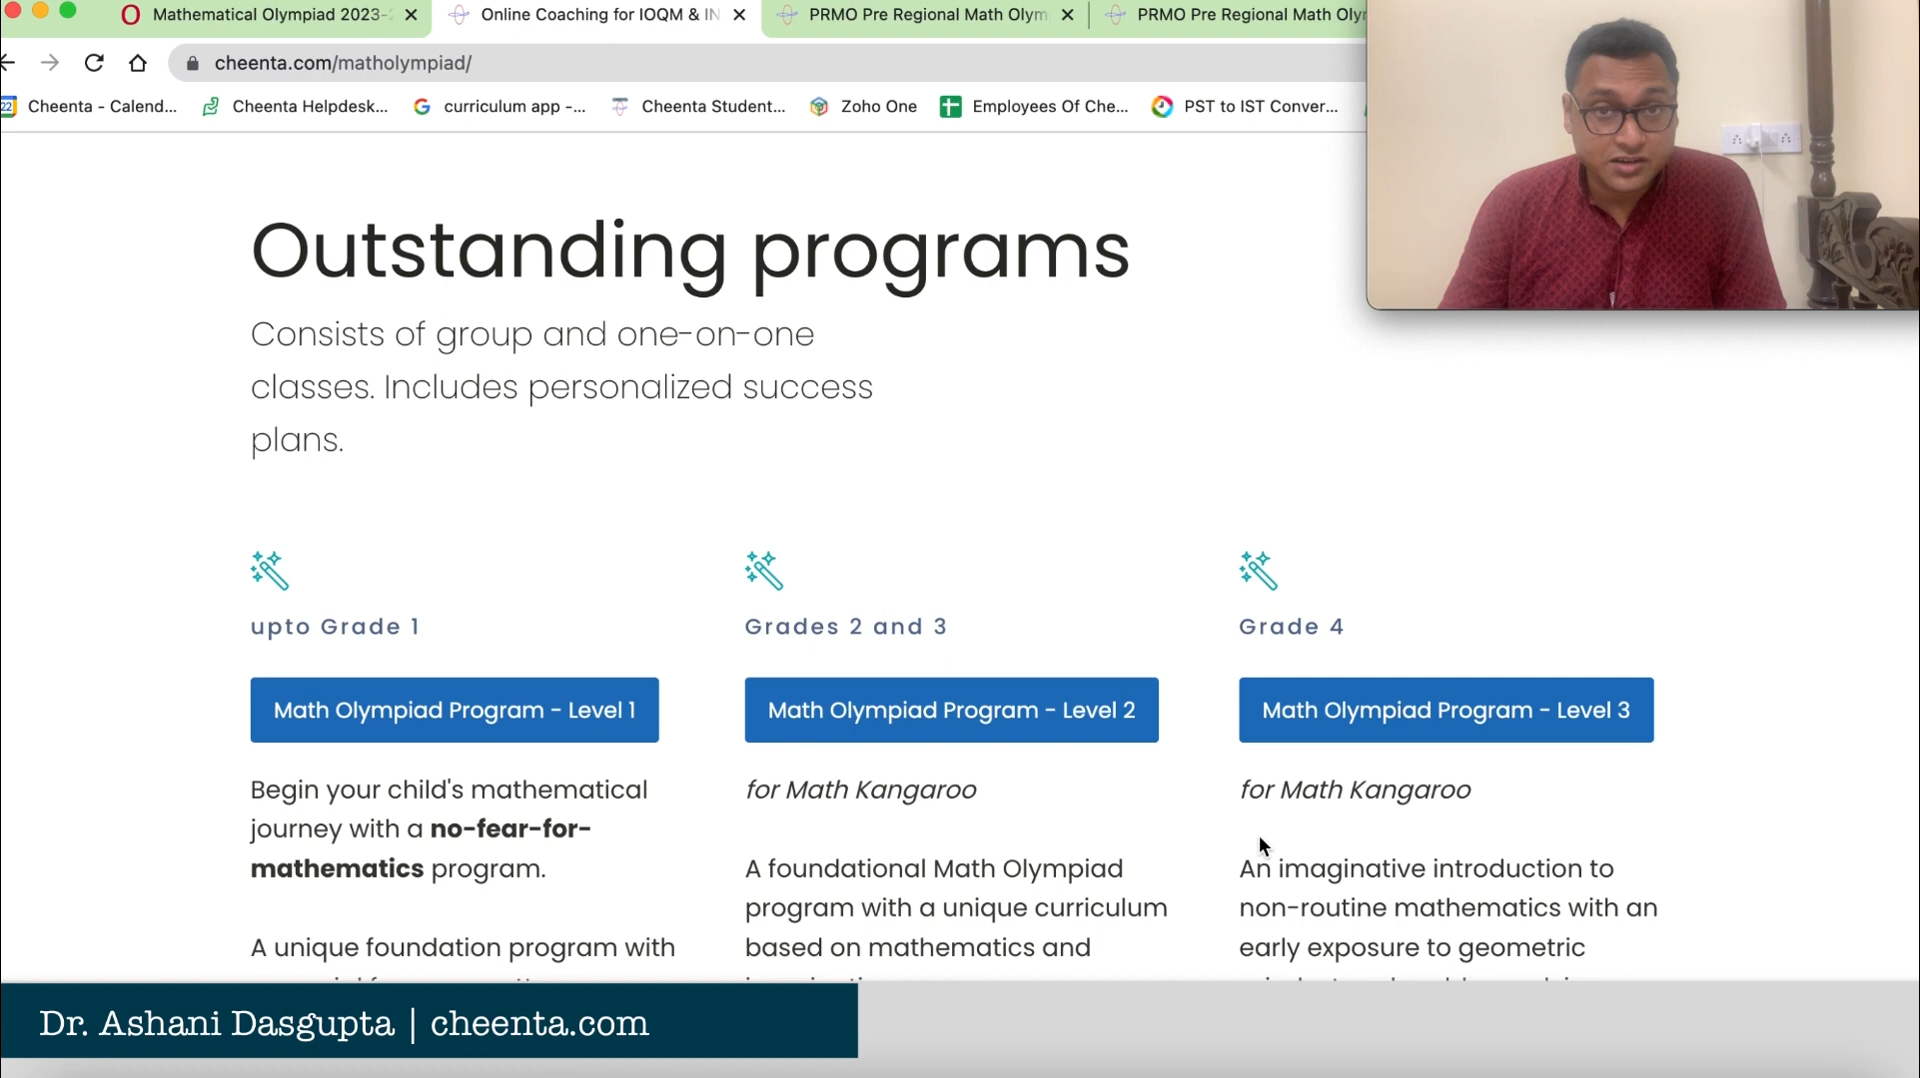 Mathematical Olympiad 2023-
Online Coaching for IOQM & IN
PRMO Pre Regional Math Olym
PRMO Pre Regional Math Olym
cheenta.com/matholympiad/
22
Cheenta - Calend...
Cheenta Helpdesk...
curriculum app -...
Cheenta Student...
Zoho One
Employees Of Che...
PST to IST Conver...
Outstanding programs
Consists of group and one-on-one
classes. Includes personalized success
plans.
upto Grade 1
Math Olympiad Program - Level 1
Begin your child's mathematical
journey with a no-fear-for-
mathematics program.
A unique foundation program with
Grades 2 and 3
Math Olympiad Program - Level 2
for Math Kangaroo
A foundational Math Olympiad
program with a unique curriculum
based on mathematics and
Grade 4
Math Olympiad Program - Level 3
for Math Kangaroo
An imaginative introduction to
non-routine mathematics with an
early exposure to geometric
Dr. Ashani Dasgupta | cheenta.com